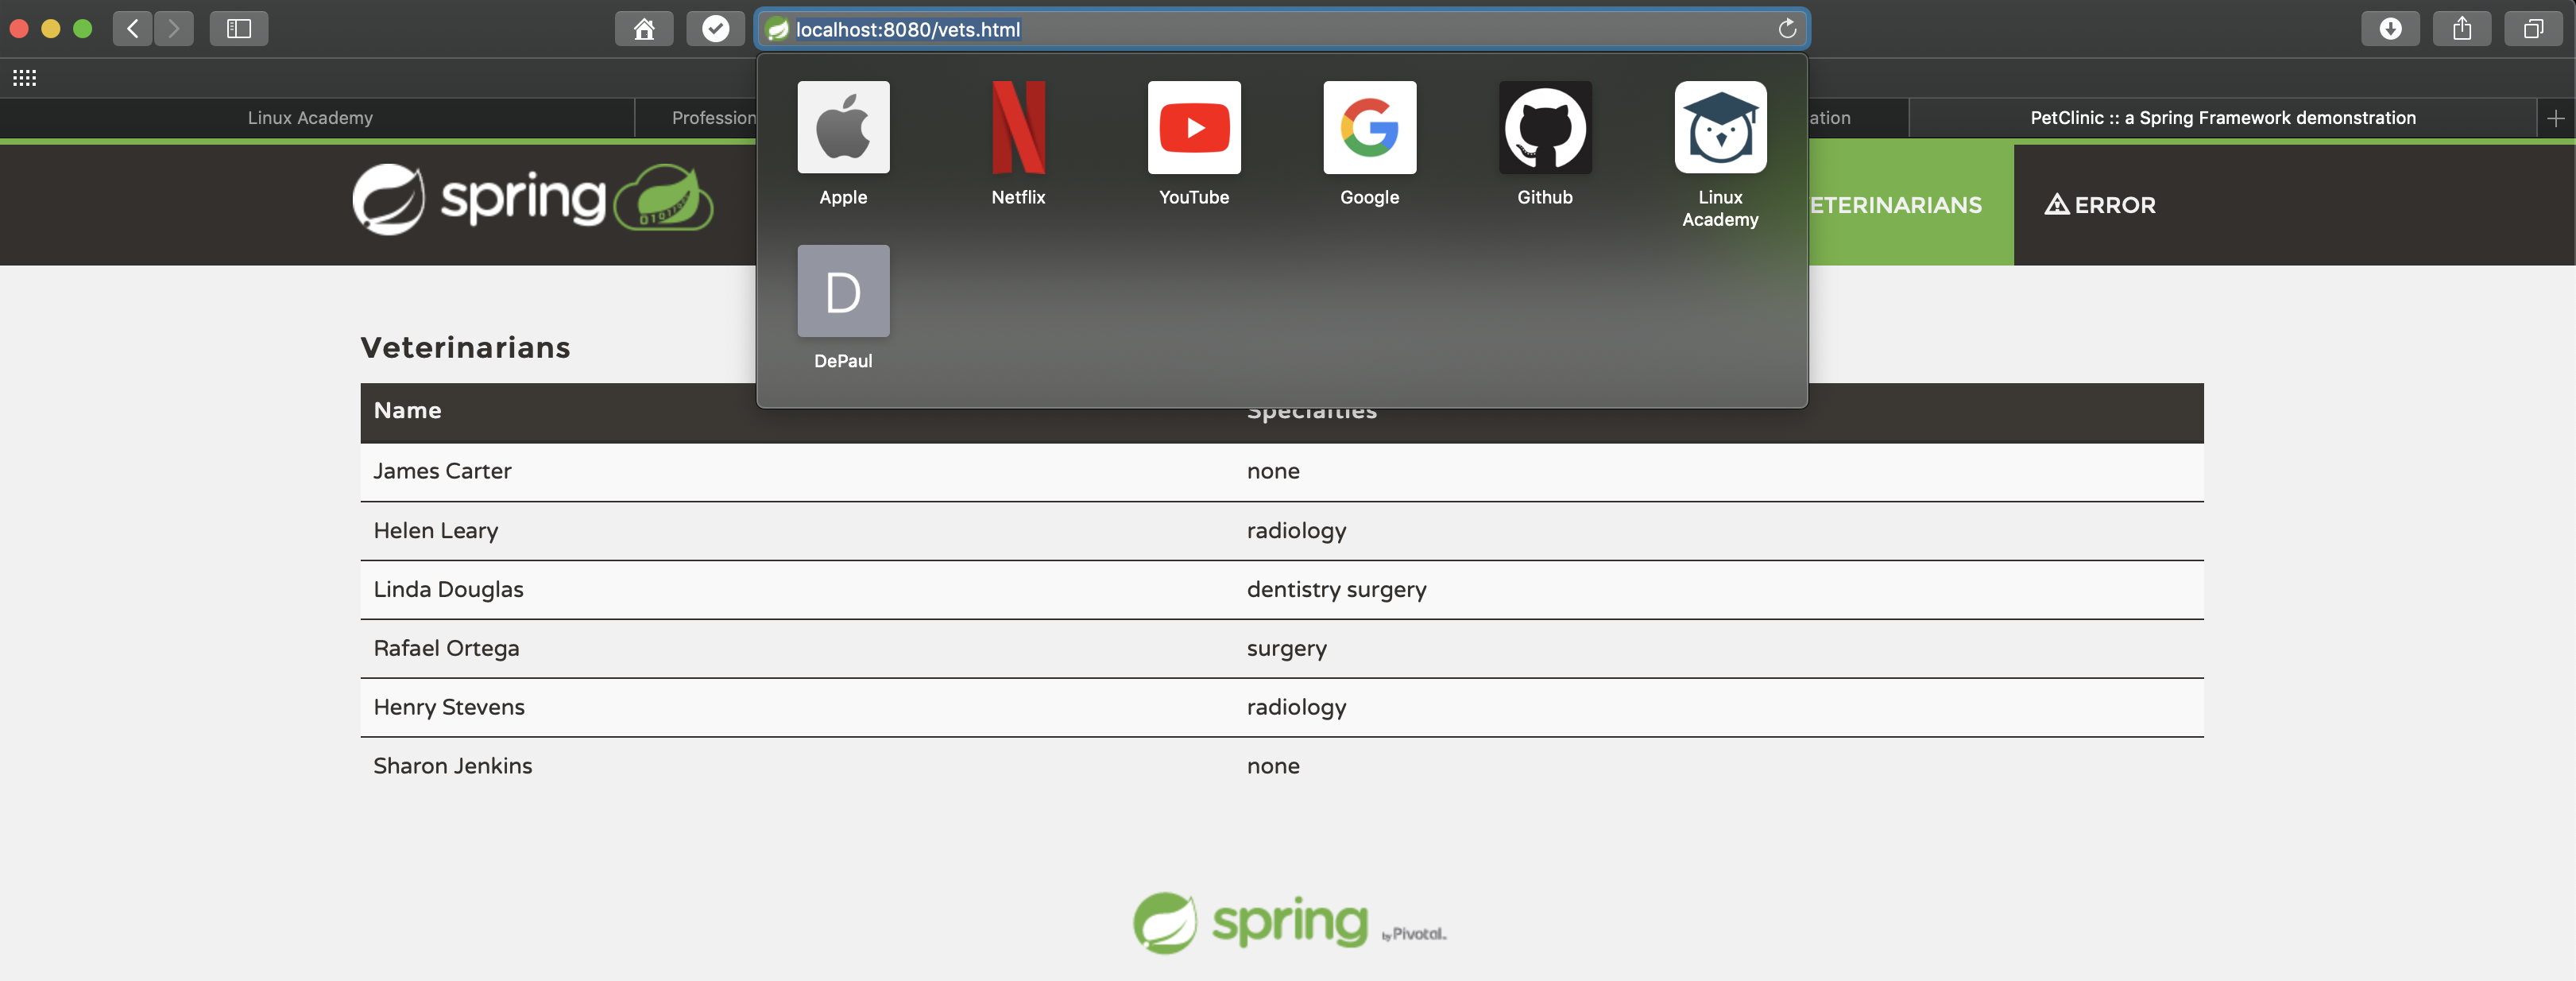 localhost:8080/vets.html
Apple
Netflix
YouTube
Google
Github
Linux
Academy
D
DePaul
Linux Academy
Profession
ation
PetClinic :: a Spring Framework demonstration
spring
ETERINARIANS
ERROR
Veterinarians
Name Specialties
James Carter none
Helen Leary radiology
Linda Douglas dentistry surgery
Rafael Ortega surgery
Henry Stevens radiology
Sharon Jenkins none
spring by Pivotal